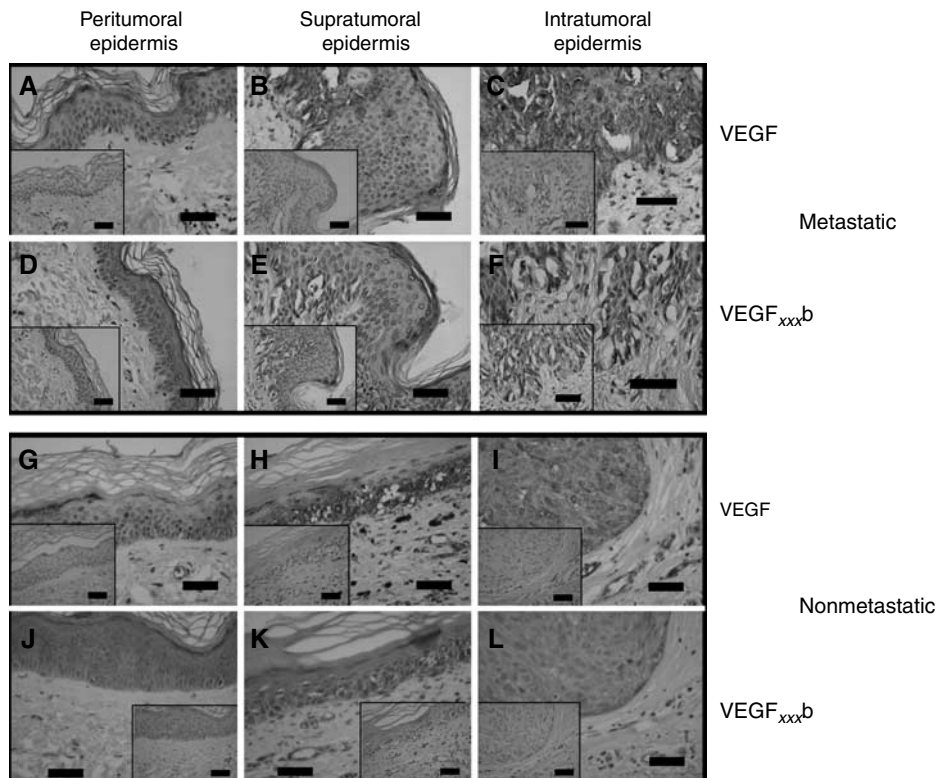 Peritumoral
epidermis
Supratumoral
epidermis
Intratumoral
epidermis
A
B
C
VEGF
Metastatic
D
E
F
VEGFxxxb
G
H
I
VEGF
Nonmetastatic
J
K
L
VEGFxxxb